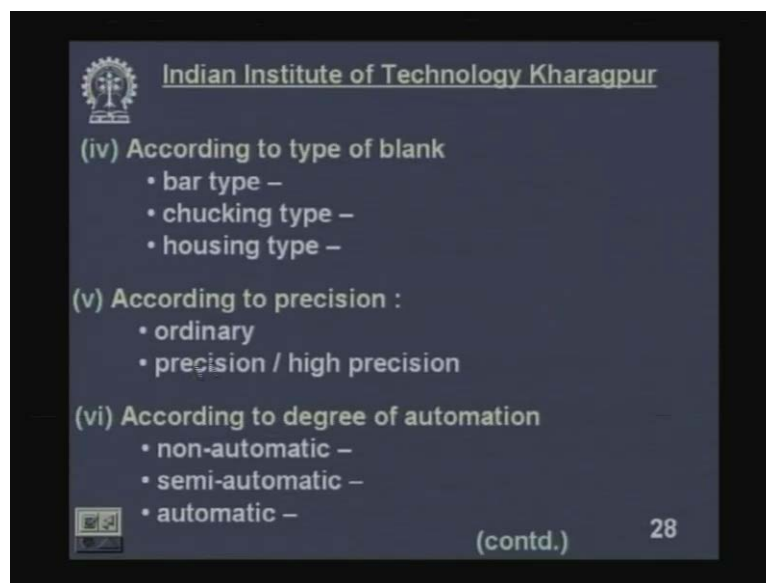 Indian Institute of Technology Kharagpur
(iv) According to type of blank
• bar type –
• chucking type –
• housing type –
(v) According to precision :
• ordinary
• precision / high precision
(vi) According to degree of automation
• non-automatic –
• semi-automatic –
• automatic –
(contd.)
28